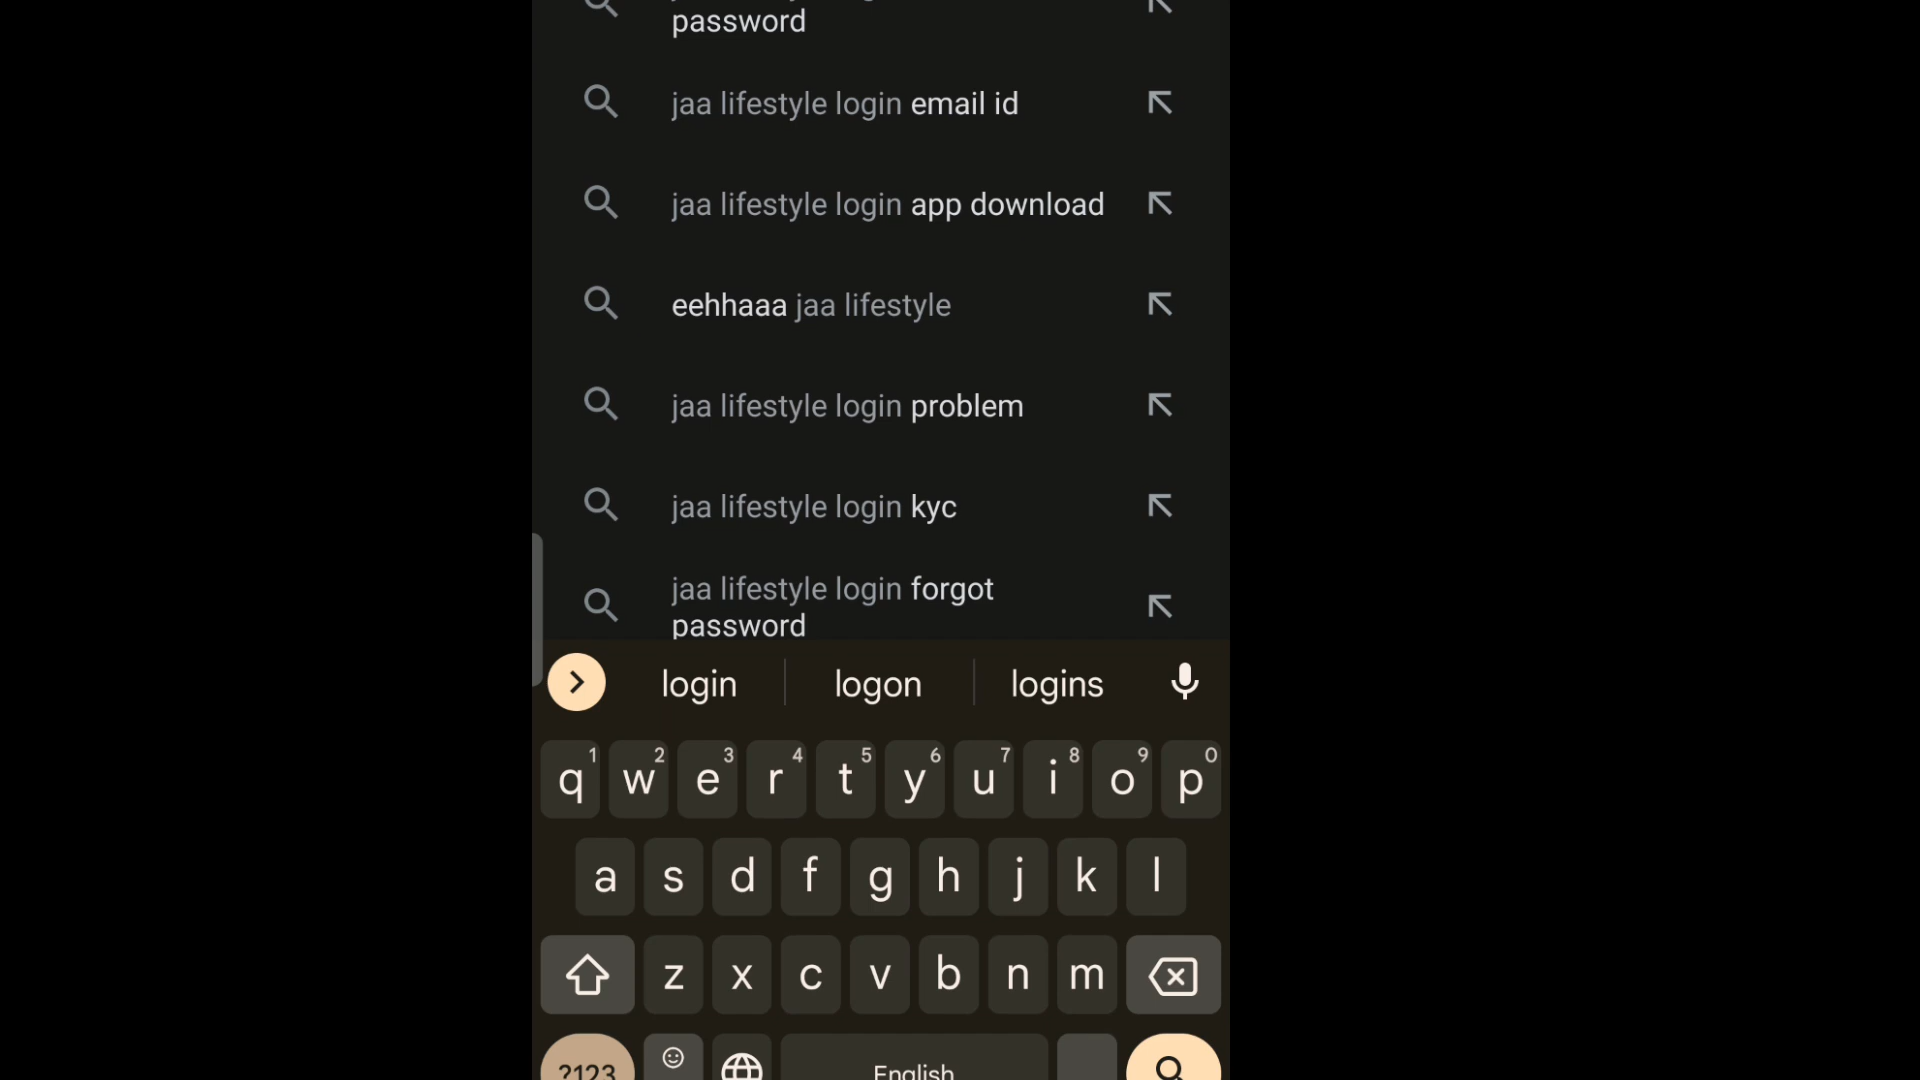 password
jaa lifestyle login email id
jaa lifestyle login app download
eehhaaa jaa lifestyle
jaa lifestyle login problem
jaa lifestyle login kyc
jaa lifestyle login forgot
password
login logon logins
q1 w2 e3 r4 t5 y6 u7 i8 o9 p0
a s d f g h j k l
z x c v b n m
?123 English